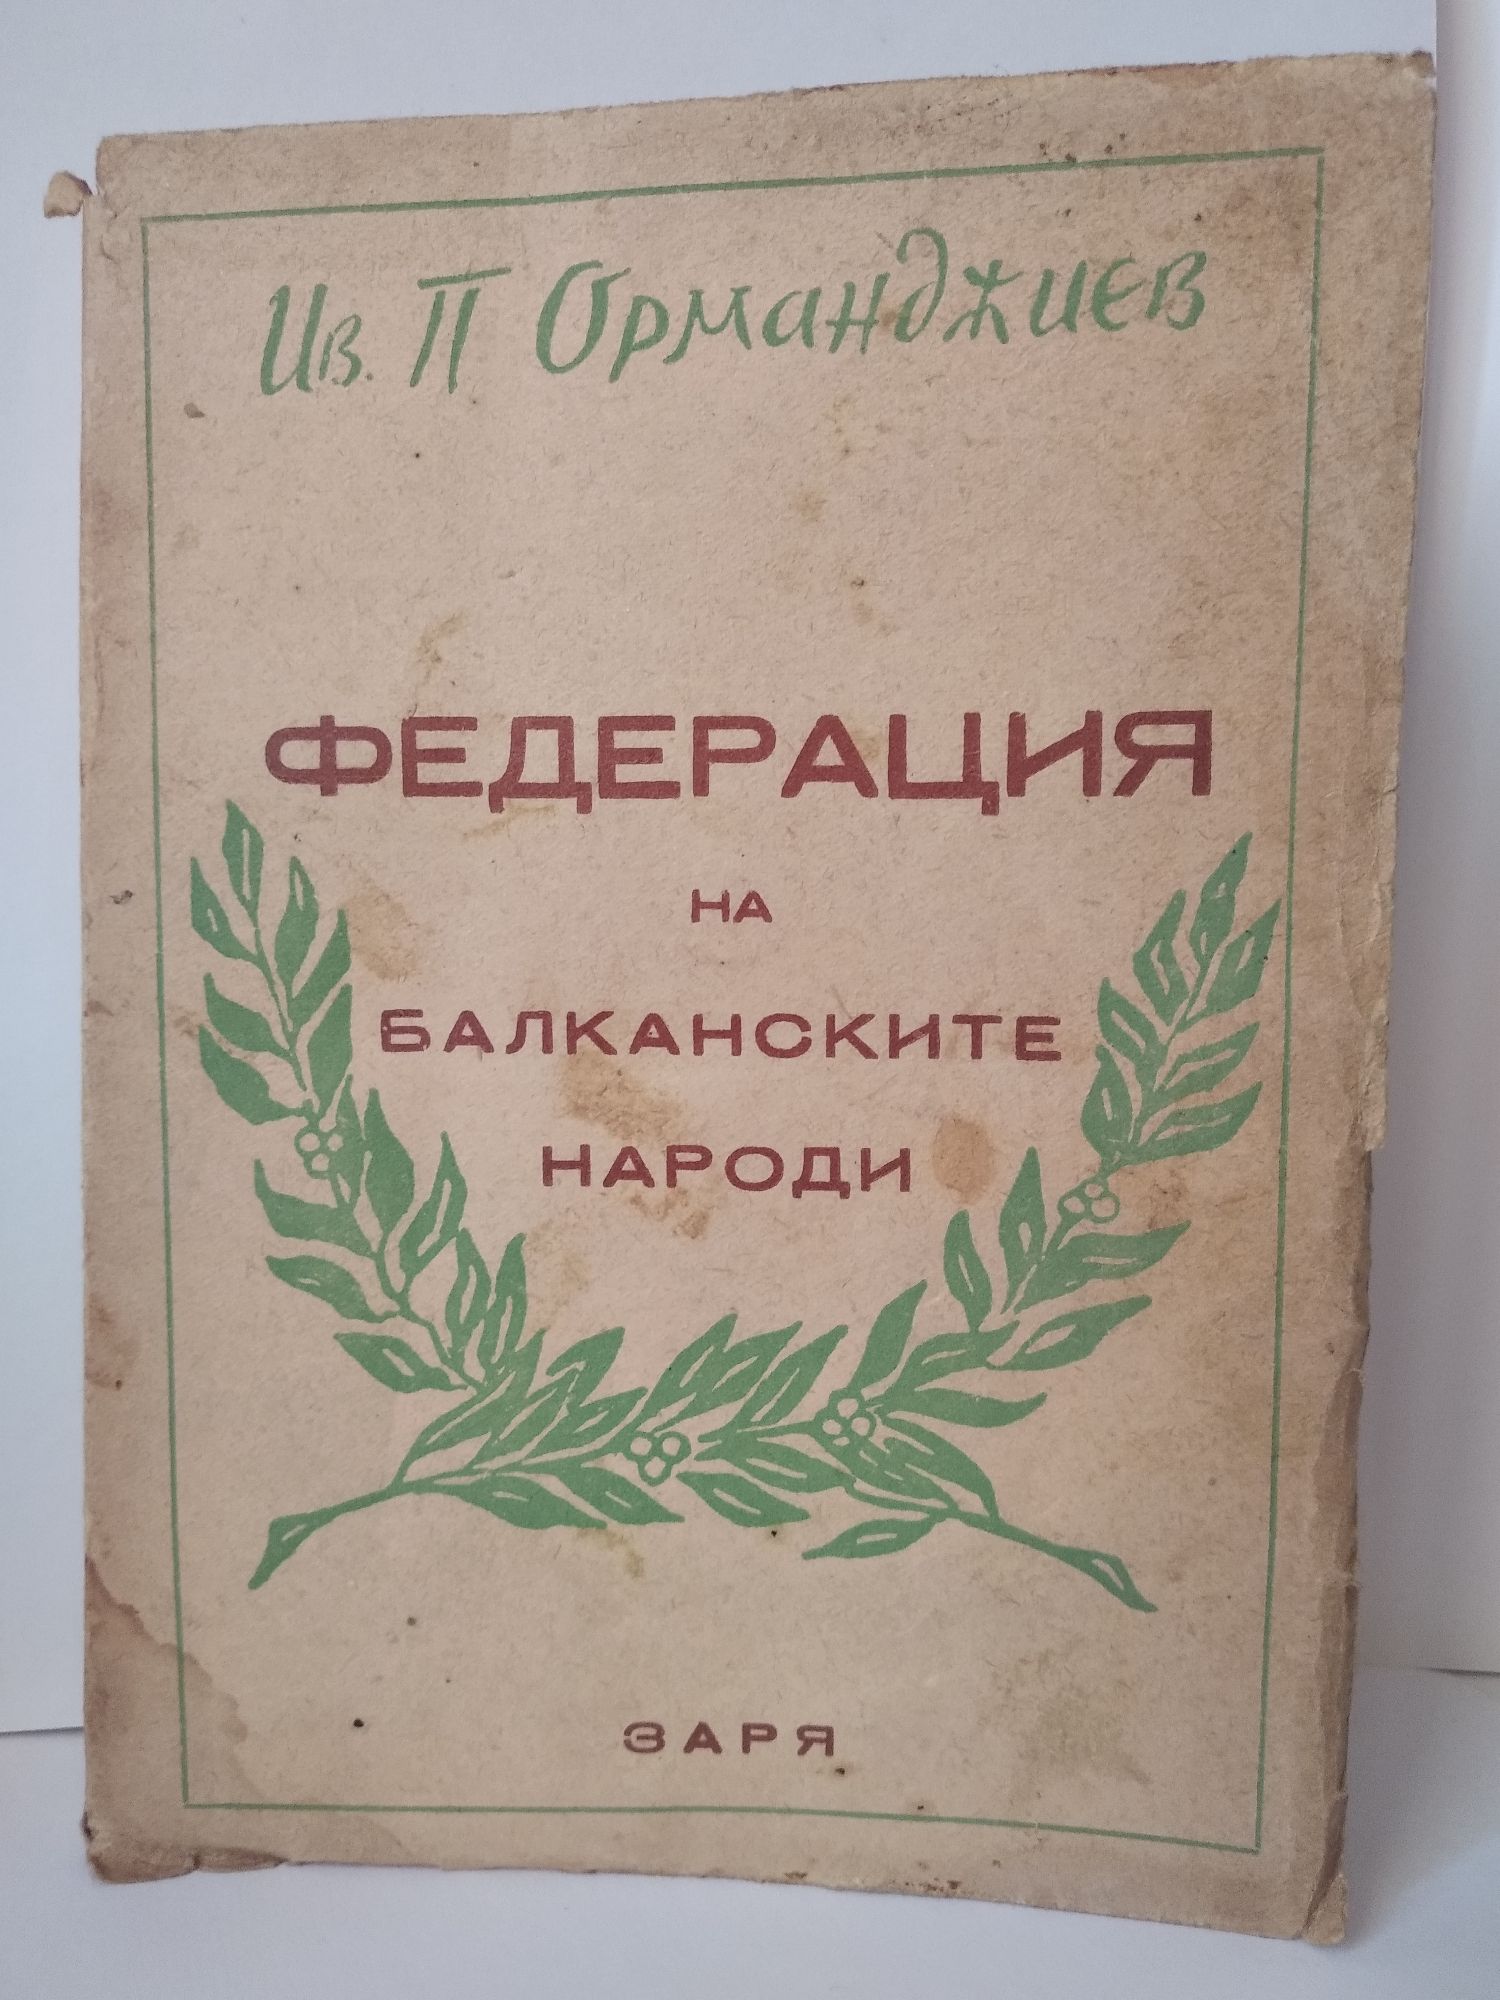 Ив. П Орманджиев
ФЕДЕРАЦИЯ
НА
БАЛКАНСКИТЕ
НАРОДИ
ЗАРЯ